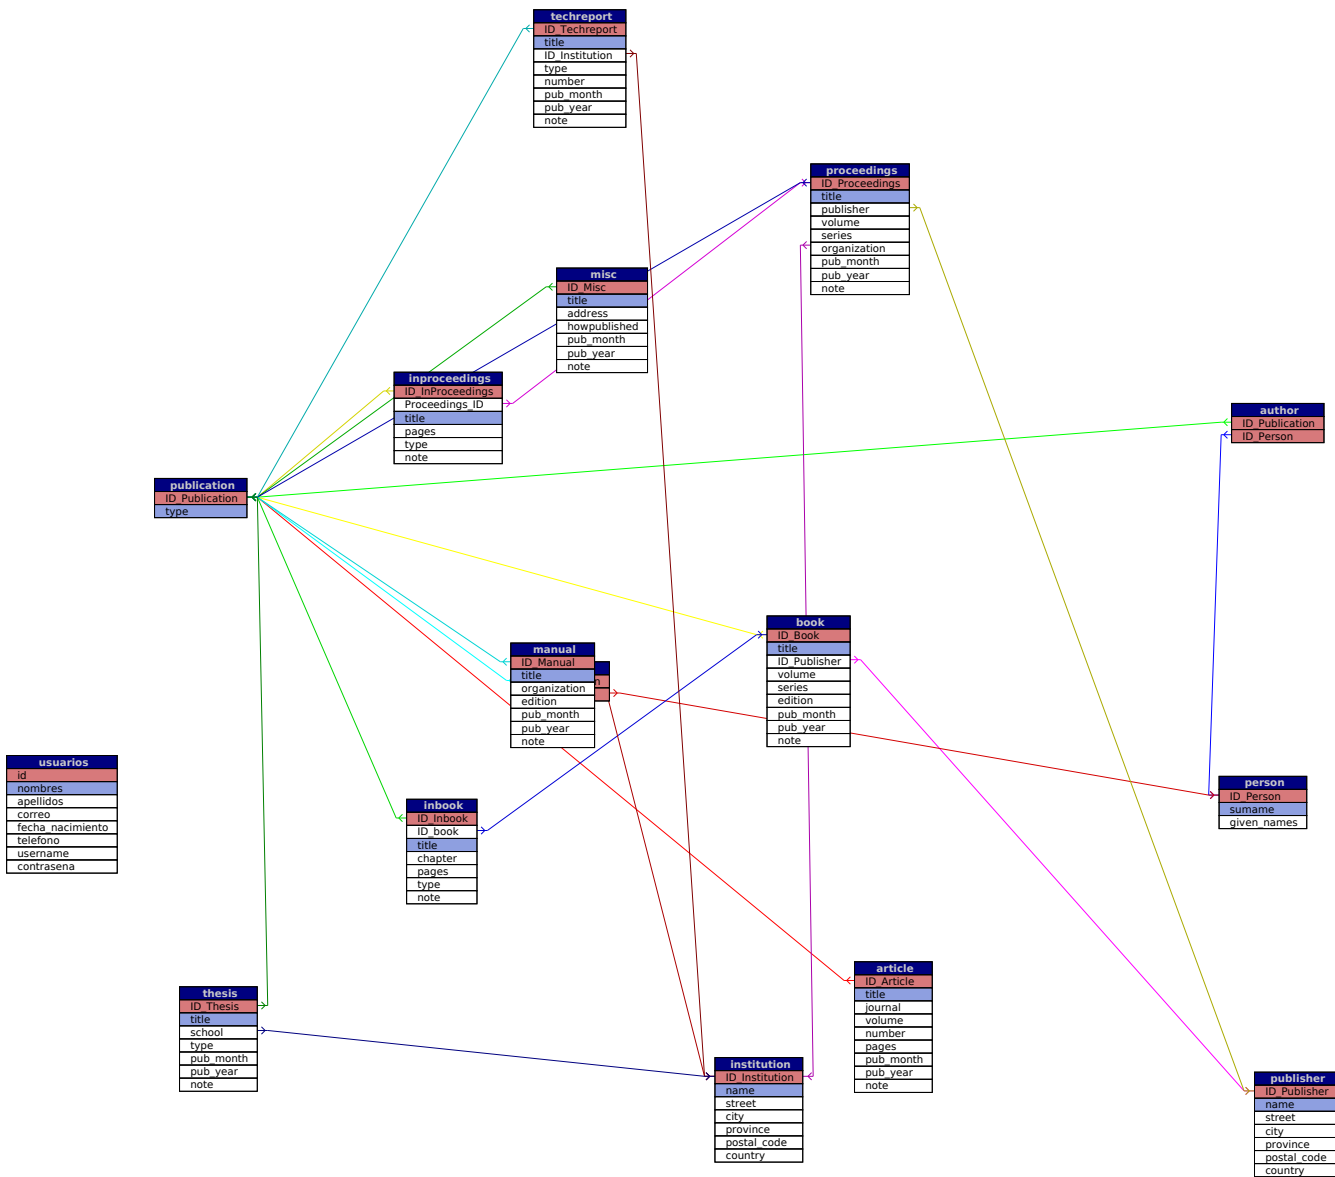 techreport
ID_Techreport
title
ID_Institution
type
number
pub_month
pub_year
note
proceedings
ID_Proceedings
title
publisher
volume
series
organization
pub_month
pub_year
note
misc
ID_Misc
title
address
howpublished
pub_month
pub_year
note
inproceedings
ID_InProceedings
Proceedings_ID
title
pages
type
note
author
ID_Publication
ID_Person
publication
ID_Publication
type
book
ID_Book
title
ID_Publisher
volume
series
edition
pub_month
pub_year
note
manual
ID_Manual
title
organization
edition
pub_month
pub_year
note
usuarios
id
nombres
apellidos
correo
fecha_nacimiento
telefono
username
contrasena
person
ID_Person
surname
given_names
inbook
ID_Inbook
ID_book
title
chapter
pages
type
note
article
ID_Article
title
journal
volume
number
pages
pub_month
pub_year
note
thesis
ID_Thesis
title
school
type
pub_month
pub_year
note
institution
ID_Institution
name
street
city
province
postal_code
country
publisher
ID_Publisher
name
street
city
province
postal_code
country